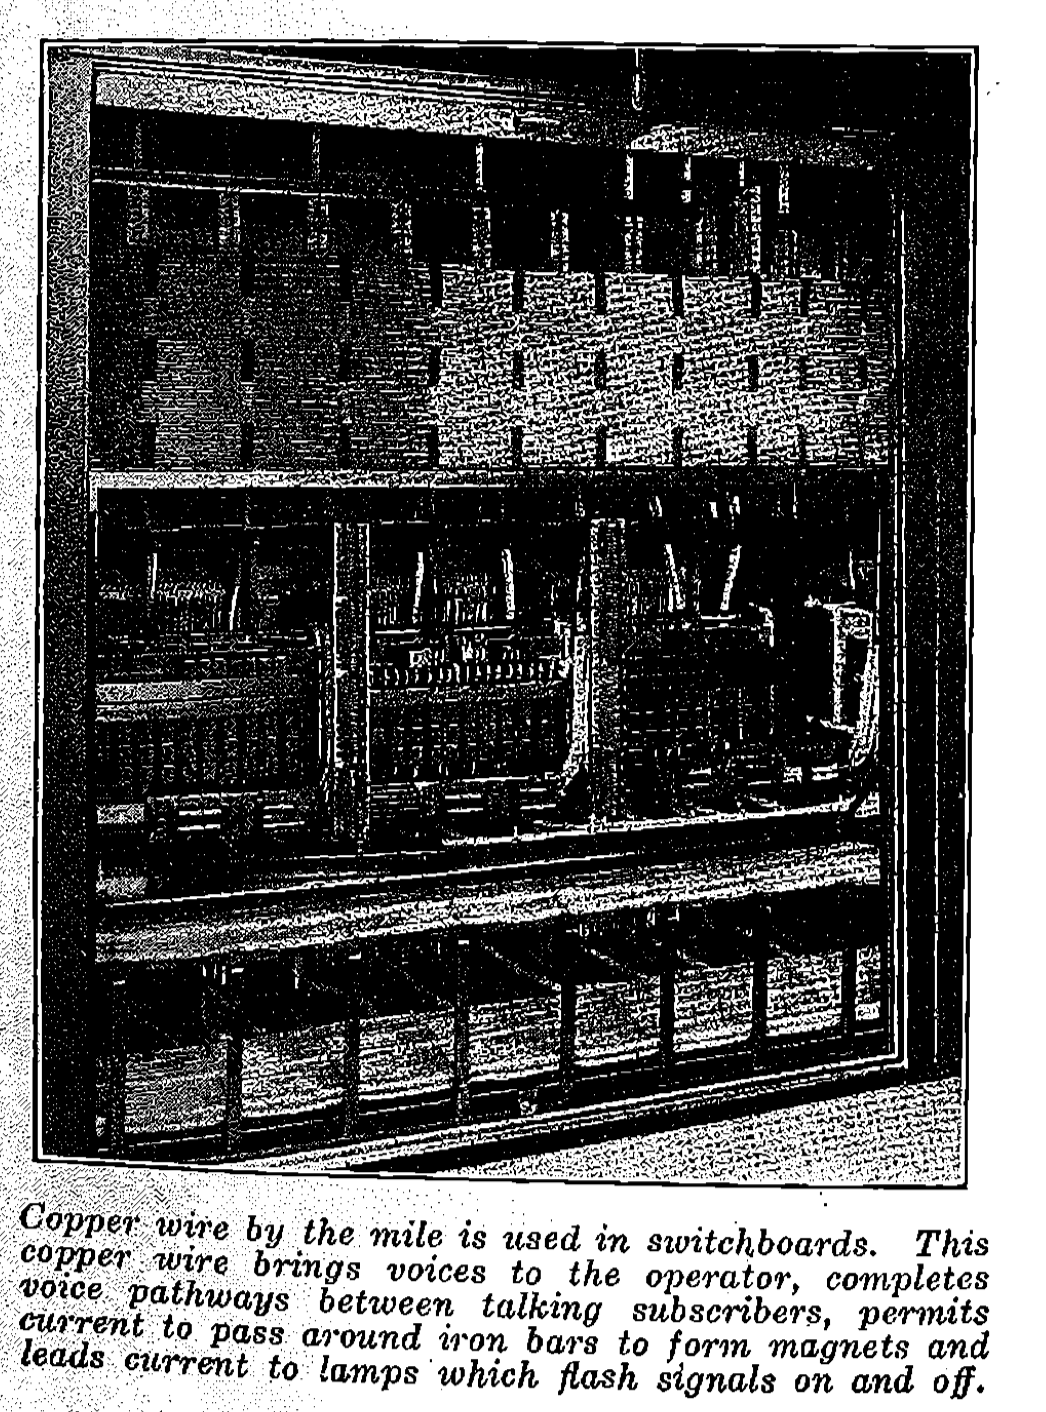 Copper wire by the mile is used in switchboards. This
copper wire brings voices to the operator, completes
voice pathways between talking subscribers, permits
current to pass around iron bars to form magnets and
leads current to lamps which flash signals on and off.